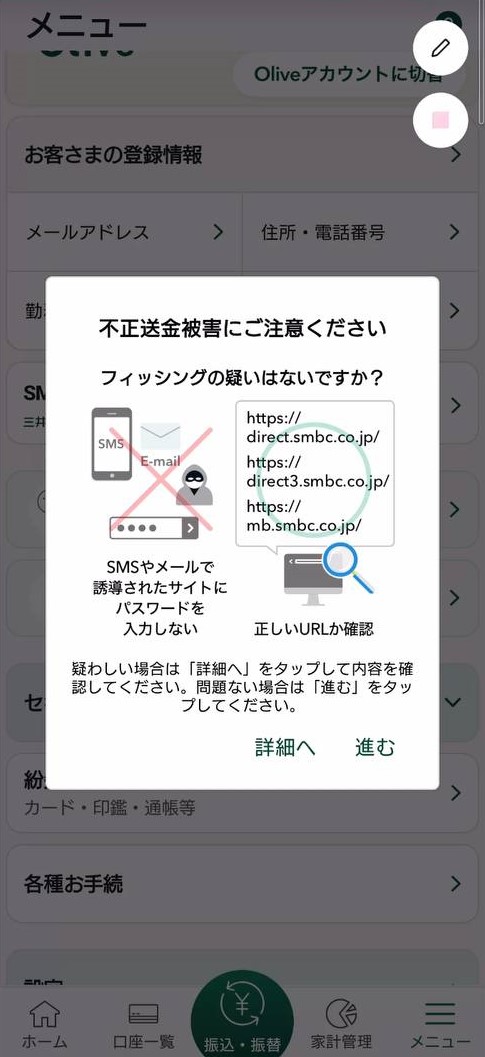 メニュー
Olive
Oliveアカウントに切替
お客さまの登録情報
メールアドレス
住所・電話番号
勤
不正送金被害にご注意ください
フィッシングの疑いはないですか？
SMS
E-mail
https://
direct.smbc.co.jp/
https://
direct3.smbc.co.jp/
https://
mb.smbc.co.jp/
SMSやメールで
誘導されたサイトに
パスワードを
入力しない
正しいURLか確認
疑わしい場合は「詳細へ」をタップして内容を確
認してください。問題ない場合は「進む」をタッ
プしてください。
詳細へ
進む
SM
三井
セ
紛
カード・印鑑・通帳等
各種お手続
設定
ホーム
口座一覧
振込・振替
家計管理
メニュー